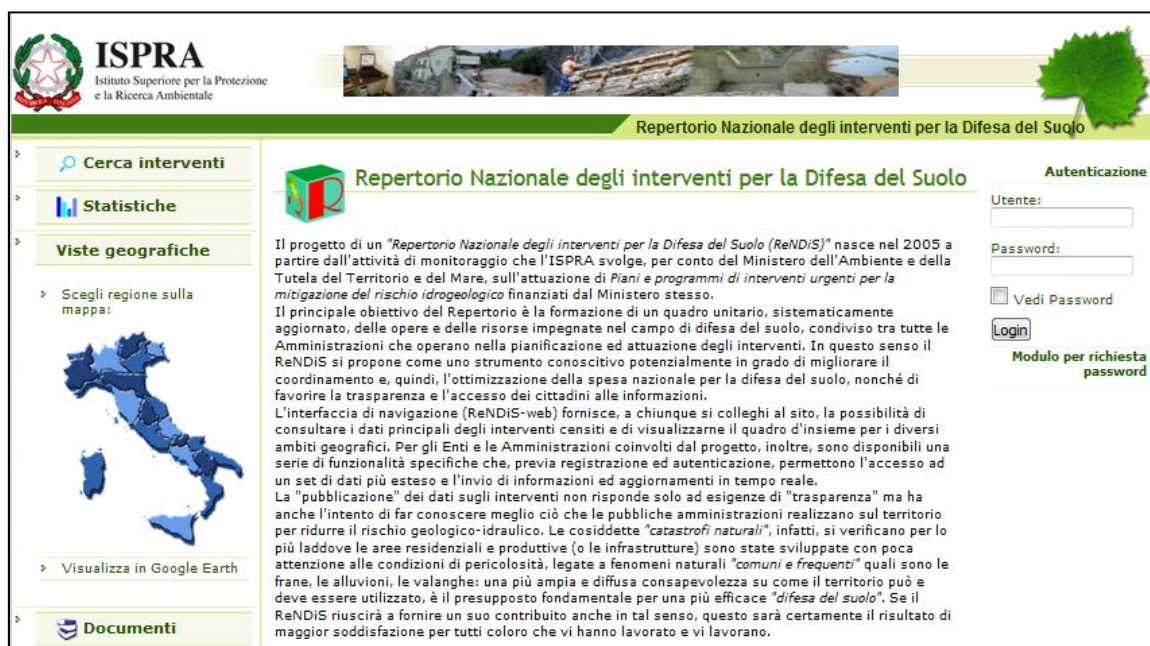 ISPRA
Istituto Superiore per la Protezione
e la Ricerca Ambientale
Repertorio Nazionale degli interventi per la Difesa del Suolo
Cerca interventi
Statistiche
Viste geografiche
Scegli regione sulla
mappa:
Visualizza in Google Earth
Documenti
Repertorio Nazionale degli interventi per la Difesa del Suolo
Il progetto di un "Repertorio Nazionale degli interventi per la Difesa del Suolo (ReNDiS)" nasce nel 2005 a
partire dall'attività di monitoraggio che l'ISPRA svolge, per conto del Ministero dell'Ambiente e della
Tutela del Territorio e del Mare, sull'attuazione di Piani e programmi di interventi urgenti per la
mitigazione del rischio idrogeologico finanziati dal Ministero stesso.
Il principale obiettivo del Repertorio è la formazione di un quadro unitario, sistematicamente
aggiornato, delle opere e delle risorse impegnate nel campo di difesa del suolo, condiviso tra tutte le
Amministrazioni che operano nella pianificazione ed attuazione degli interventi. In questo senso il
ReNDiS si propone come uno strumento conoscitivo potenzialmente in grado di migliorare il
coordinamento e, quindi, l'ottimizzazione della spesa nazionale per la difesa del suolo, nonché di
favorire la trasparenza e l'accesso dei cittadini alle informazioni.
L'interfaccia di navigazione (ReNDiS-web) fornisce, a chiunque si colleghi al sito, la possibilità di
consultare i dati principali degli interventi censiti e di visualizzarne il quadro d'insieme per i diversi
ambiti geografici. Per gli Enti e le Amministrazioni coinvolti dal progetto, inoltre, sono disponibili una
serie di funzionalità specifiche che, previa registrazione ed autenticazione, permettono l'accesso ad
un set di dati più esteso e l'invio di informazioni ed aggiornamenti in tempo reale.
La "pubblicazione" dei dati sugli interventi non risponde solo ad esigenze di "trasparenza" ma ha
anche l'intento di far conoscere meglio ciò che le pubbliche amministrazioni realizzano sul territorio
per ridurre il rischio geologico-idraulico. Le cosiddette "catastrofi naturali", infatti, si verificano per lo
più laddove le aree residenziali e produttive (o le infrastrutture) sono state sviluppate con poca
attenzione alle condizioni di pericolosità, legate a fenomeni naturali "comuni e frequenti" quali sono le
frane, le alluvioni, le valanghe: una più ampia e diffusa consapevolezza su come il territorio può e
deve essere utilizzato, è il presupposto fondamentale per una più efficace "difesa del suolo". Se il
ReNDiS riuscirà a fornire un suo contributo anche in tal senso, questo sarà certamente il risultato di
maggior soddisfazione per tutti coloro che vi hanno lavorato e vi lavorano.
Autenticazione
Utente:
Password:
Vedi Password
Login
Modulo per richiesta
password